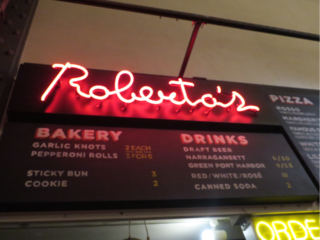 Roberta's
PIZZA
BAKERY
GARLIC KNOTS 2 EACH
PEPPERONI ROLLS 3 FOR 5
STICKY BUN 3
COOKIE 2
DRINKS
DRAFT BEER
NARRAGANSETT
GREEN PORT HARBOR
RED/WHITE/ROSÉ
CANNED SODA 2
ORDE